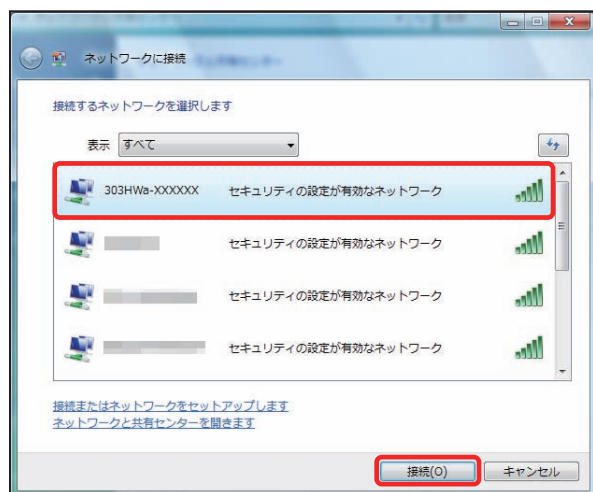 ネットワークに接続
接続するネットワークを選択します
表示 すべて
303HWa-XXXXXX セキュリティの設定が有効なネットワーク
セキュリティの設定が有効なネットワーク
セキュリティの設定が有効なネットワーク
セキュリティの設定が有効なネットワーク
接続またはネットワークをセットアップします
ネットワークと共有センターを開きます
接続(O) キャンセル